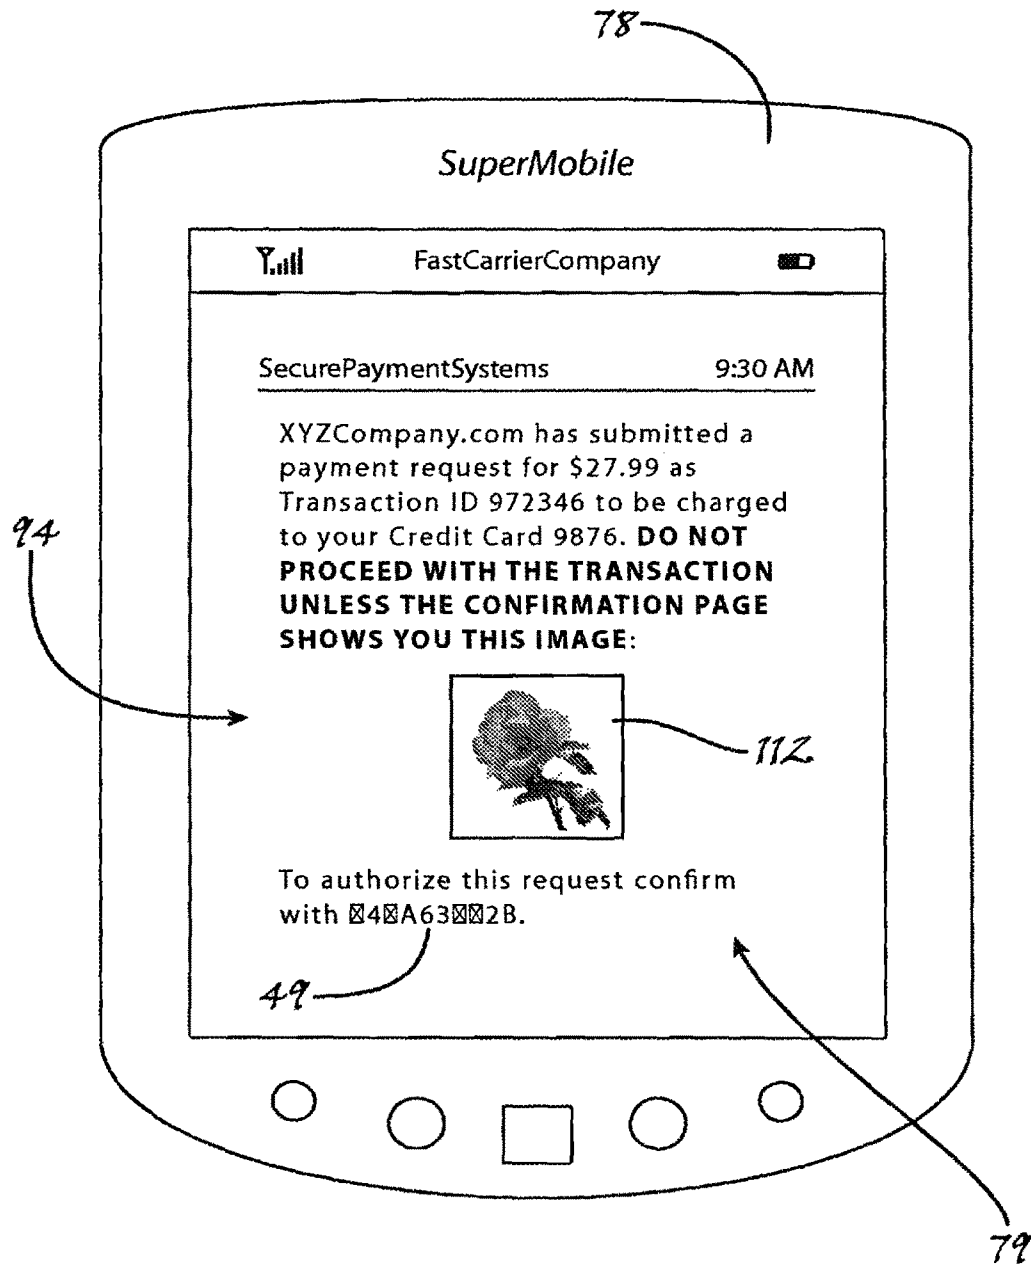 78
SuperMobile
FastCarrierCompany
SecurePaymentSystems 9:30 AM
XYZCompany.com has submitted a
payment request for $27.99 as
Transaction ID 972346 to be charged
to your Credit Card 9876. DO NOT
PROCEED WITH THE TRANSACTION
UNLESS THE CONFIRMATION PAGE
SHOWS YOU THIS IMAGE:
94
112
To authorize this request confirm
with ☒4☒A63☒☒2B.
49
79